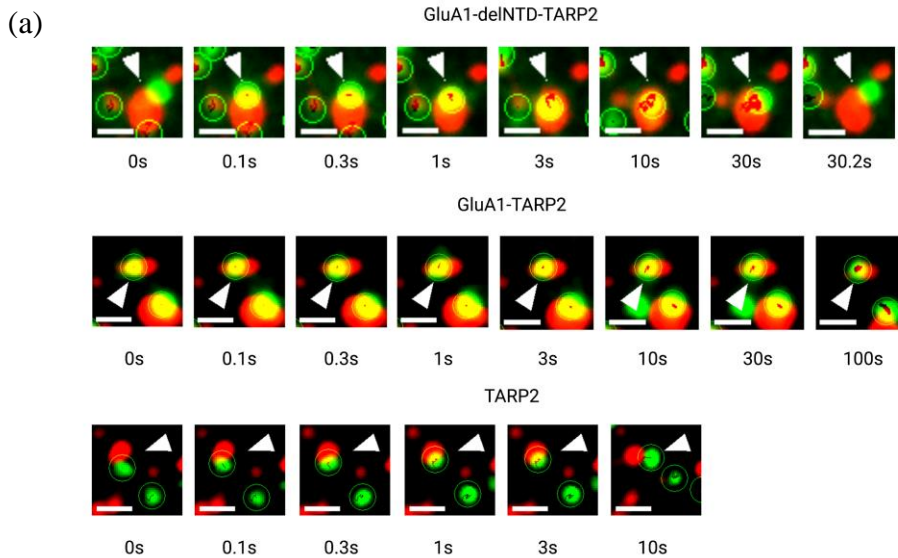 (a)
GluA1-delNTD-TARP2
0s 0.1s 0.3s 1s 3s 10s 30s 30.2s
GluA1-TARP2
0s 0.1s 0.3s 1s 3s 10s 30s 100s
TARP2
0s 0.1s 0.3s 1s 3s 10s